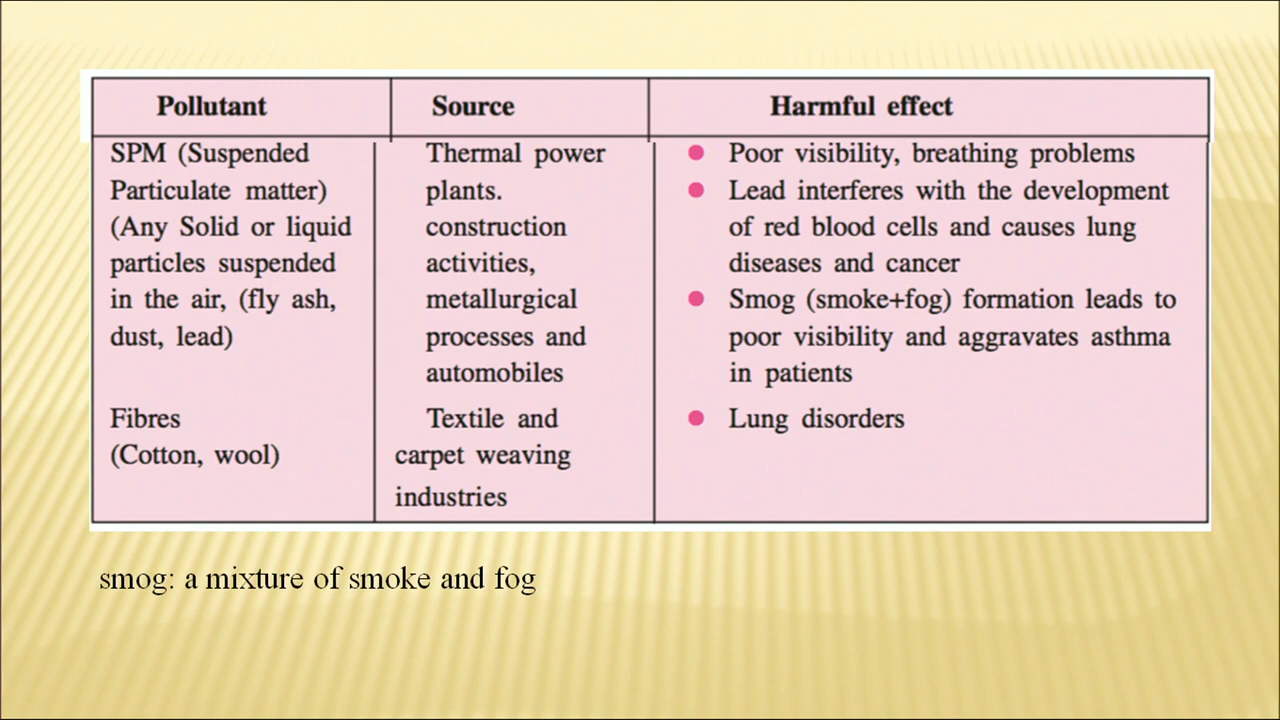 Pollutant
Source
Harmful effect
SPM (Suspended
Particulate matter)
(Any Solid or liquid
particles suspended
in the air, (fly ash,
dust, lead)
Thermal power
plants.
construction
activities,
metallurgical
processes and
automobiles
Poor visibility, breathing problems
Lead interferes with the development
of red blood cells and causes lung
diseases and cancer
Smog (smoke+fog) formation leads to
poor visibility and aggravates asthma
in patients
Fibres
(Cotton, wool)
Textile and
carpet weaving
industries
Lung disorders
smog: a mixture of smoke and fog